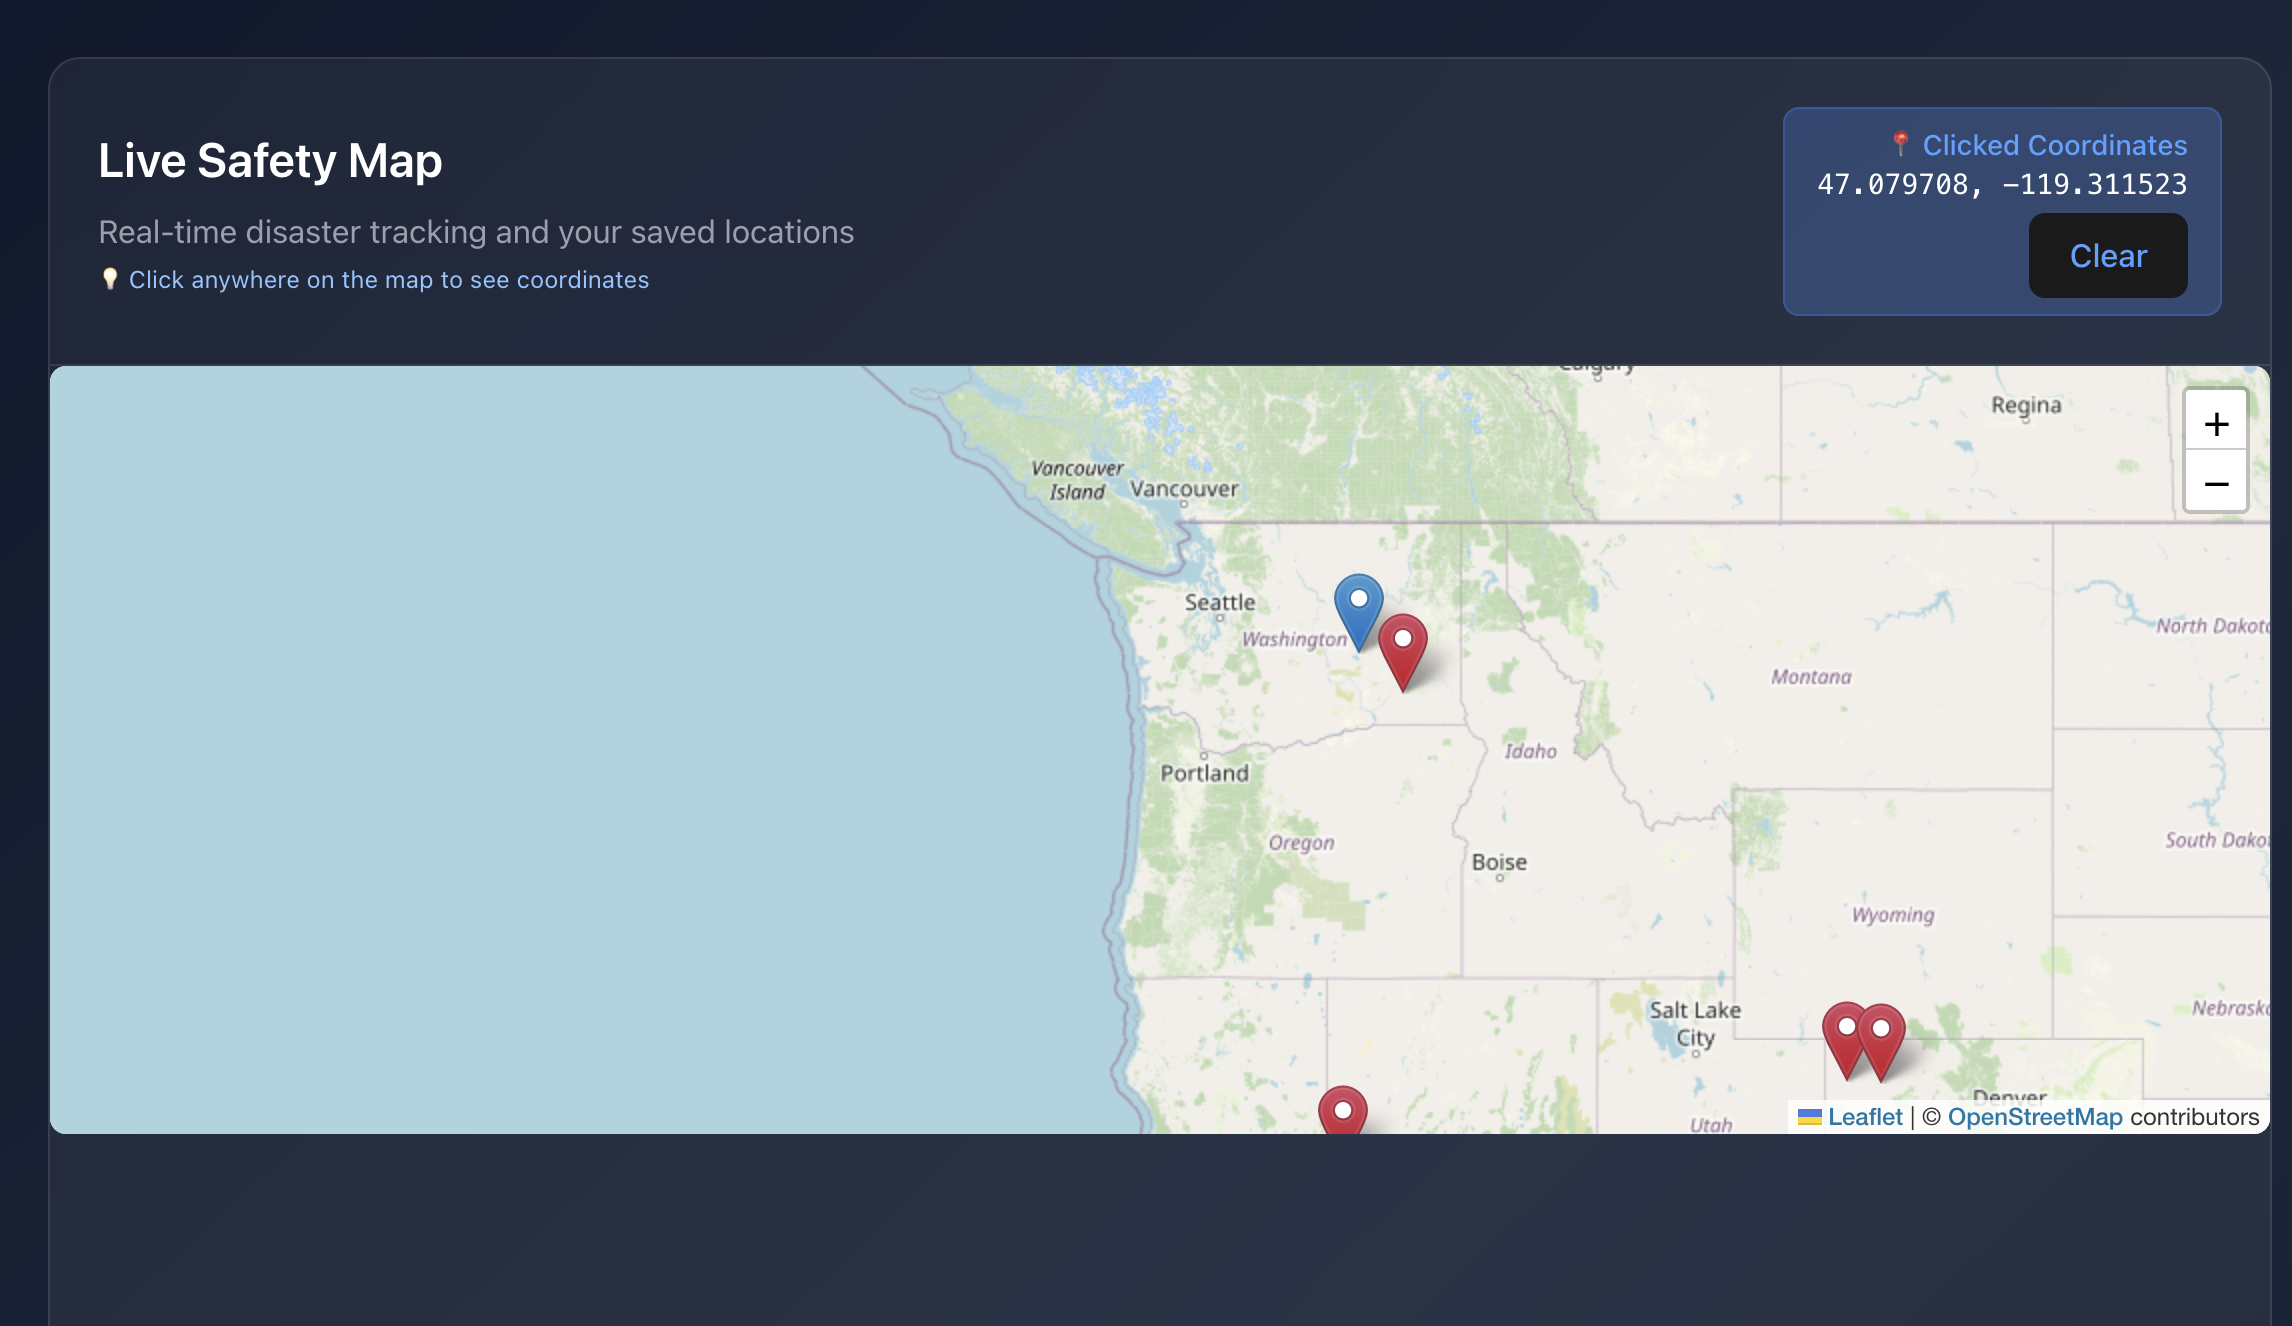 Live Safety Map
Real-time disaster tracking and your saved locations
💡 Click anywhere on the map to see coordinates
📍 Clicked Coordinates
47.079708, −119.311523
Clear
Calgary
Regina
+
−
Vancouver
Island
Vancouver
Seattle
Washington
North Dakot
Montana
Idaho
Portland
Oregon
Boise
South Dako
Wyoming
Salt Lake
City
Nebrask
Denver
Utah
Leaflet | © OpenStreetMap contributors